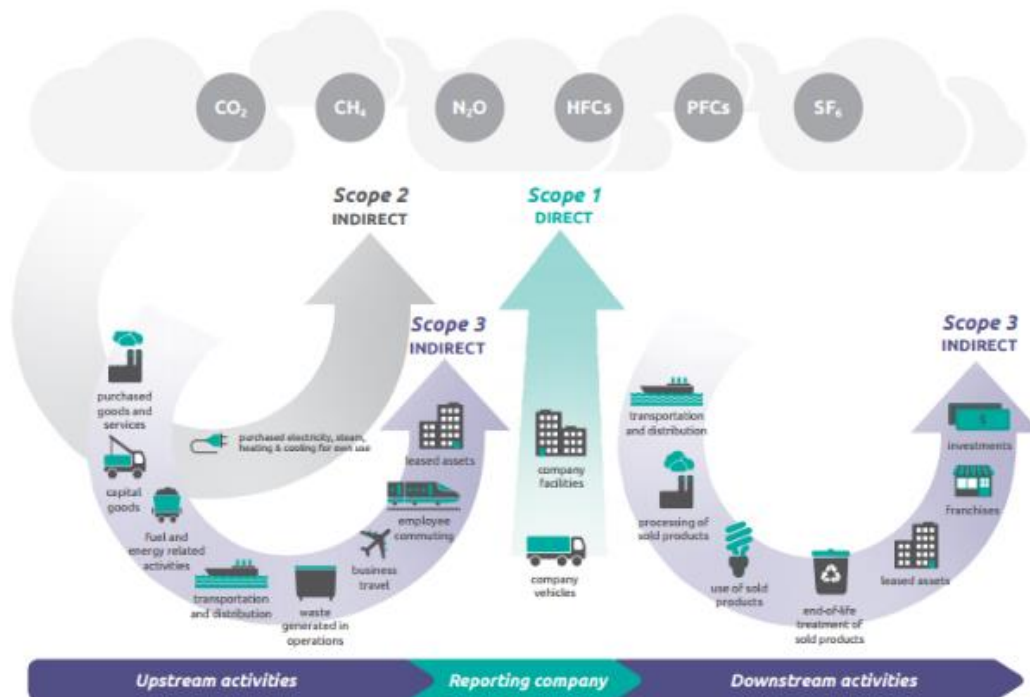 CO₂
CH₄
N₂O
HFCs
PFCs
SF₆
Scope 2
INDIRECT
Scope 1
DIRECT
Scope 3
INDIRECT
Scope 3
INDIRECT
purchased
goods and
services
capital
goods
fuel and
energy related
activities
purchased electricity, steam,
heating & cooling for own use
transportation
and distribution
waste
generated in
operations
business
travel
employee
commuting
leased assets
company
facilities
company
vehicles
transportation
and distribution
processing of
sold products
use of sold
products
end-of-life
treatment of
sold products
leased assets
franchises
investments
$
Upstream activities
Reporting company
Downstream activities